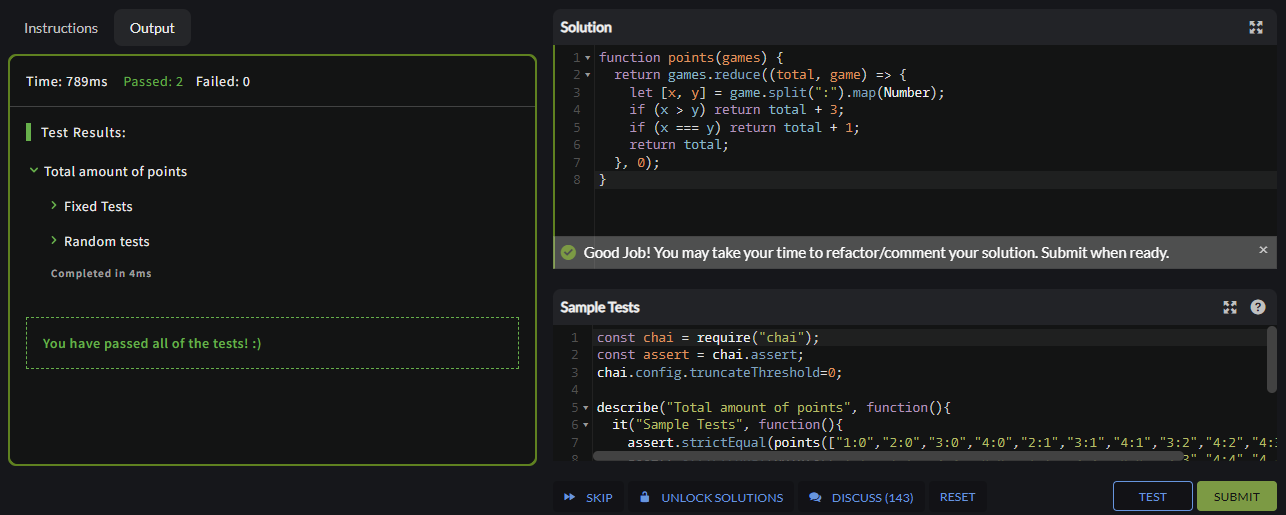 Instructions
Output
Time: 789ms Passed: 2 Failed: 0
Test Results:
Total amount of points
Fixed Tests
Random tests
Completed in 4ms
You have passed all of the tests! :)
Solution
1 function points(games) {
2 return games.reduce((total, game) => {
3 let [x, y] = game.split(":").map(Number);
4 if (x > y) return total + 3;
5 if (x === y) return total + 1;
6 return total;
7 }, 0);
8 }
Good Job! You may take your time to refactor/comment your solution. Submit when ready.
Sample Tests
1 const chai = require("chai");
2 const assert = chai.assert;
3 chai.config.truncateThreshold=0;
4
5 describe("Total amount of points", function(){
6 it("Sample Tests", function(){
7 assert.strictEqual(points(["1:0","2:0","3:0","4:0","2:1","3:1","4:1","3:2","4:2","4:
8
SKIP
UNLOCK SOLUTIONS
DISCUSS (143)
RESET
TEST
SUBMIT